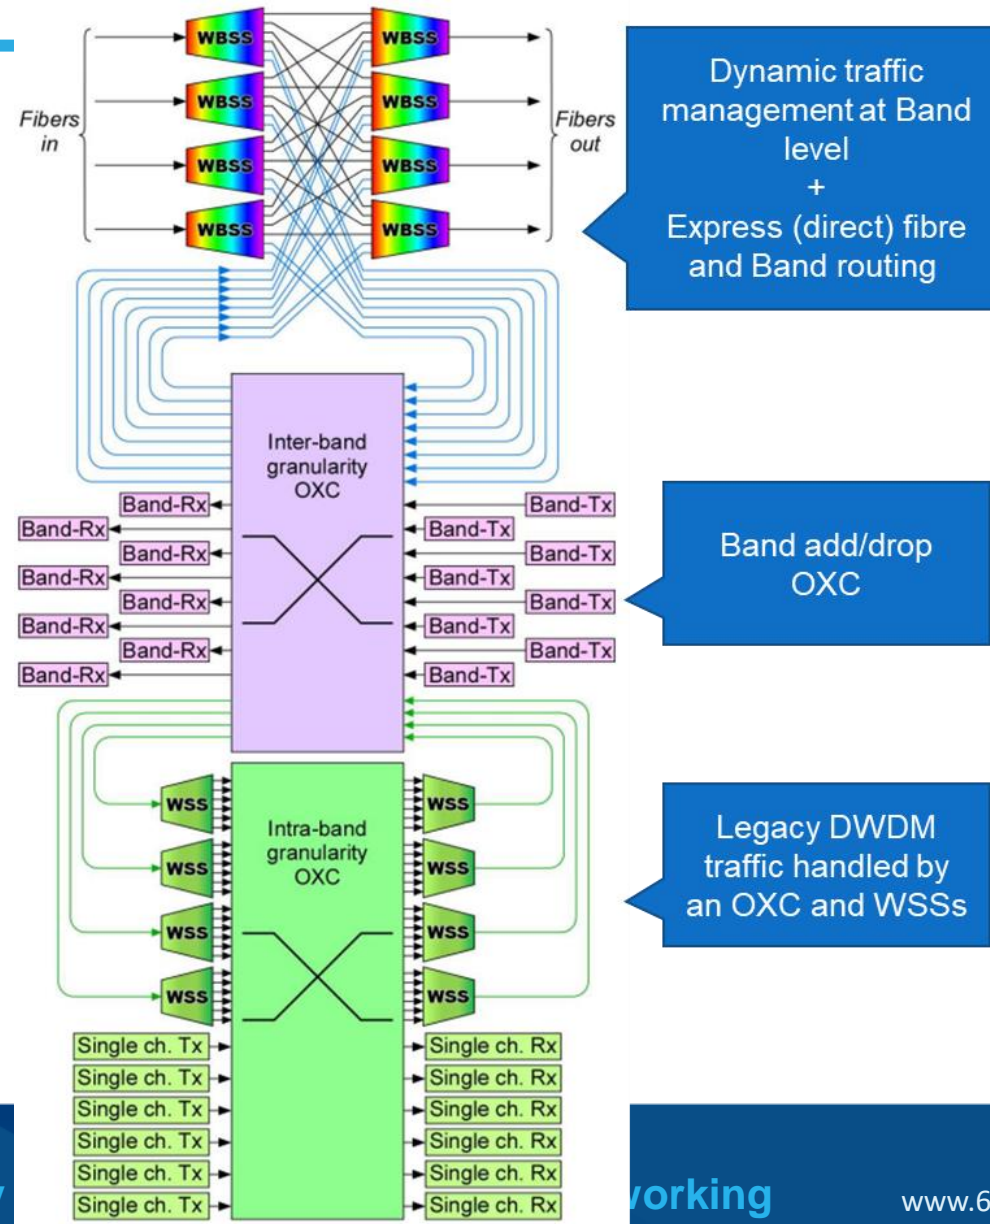 WBSS
WBSS
WBSS
WBSS
WBSS
WBSS
WBSS
WBSS
Fibers
in
Fibers
out
Dynamic traffic
management at Band
level
+
Express (direct) fibre
and Band routing
Inter-band
granularity
OXC
Band-Rx
Band-Rx
Band-Rx
Band-Rx
Band-Rx
Band-Rx
Band-Rx
Band-Rx
Band-Tx
Band-Tx
Band-Tx
Band-Tx
Band-Tx
Band-Tx
Band-Tx
Band-Tx
Band add/drop
OXC
WSS
WSS
WSS
WSS
Intra-band
granularity
OXC
WSS
WSS
WSS
WSS
Legacy DWDM
traffic handled by
an OXC and WSSs
Single ch. Tx
Single ch. Tx
Single ch. Tx
Single ch. Tx
Single ch. Tx
Single ch. Tx
Single ch. Rx
Single ch. Rx
Single ch. Rx
Single ch. Rx
Single ch. Rx
Single ch. Rx
orking
www.6